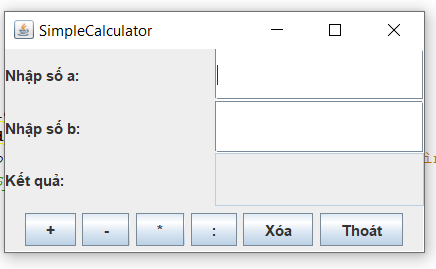 SimpleCalculator
Nhập số a:
Nhập số b:
Kết quả:
+ - * : Xóa Thoát